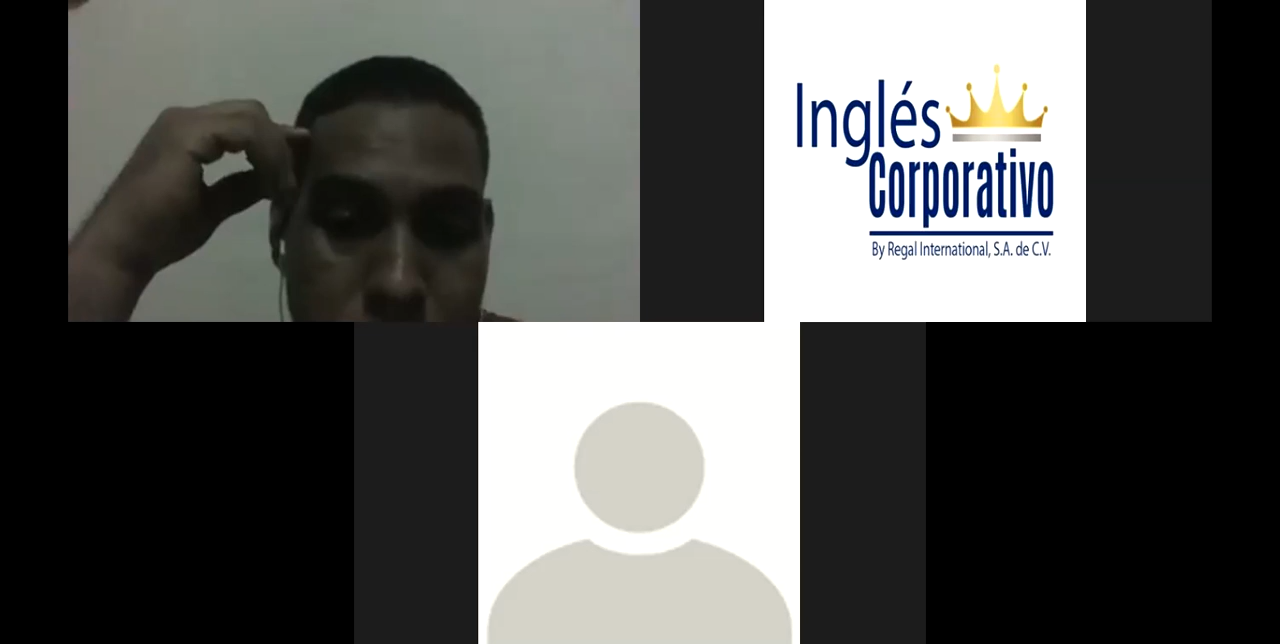 Inglés
Corporativo
By Regal International, S.A. de C.V.